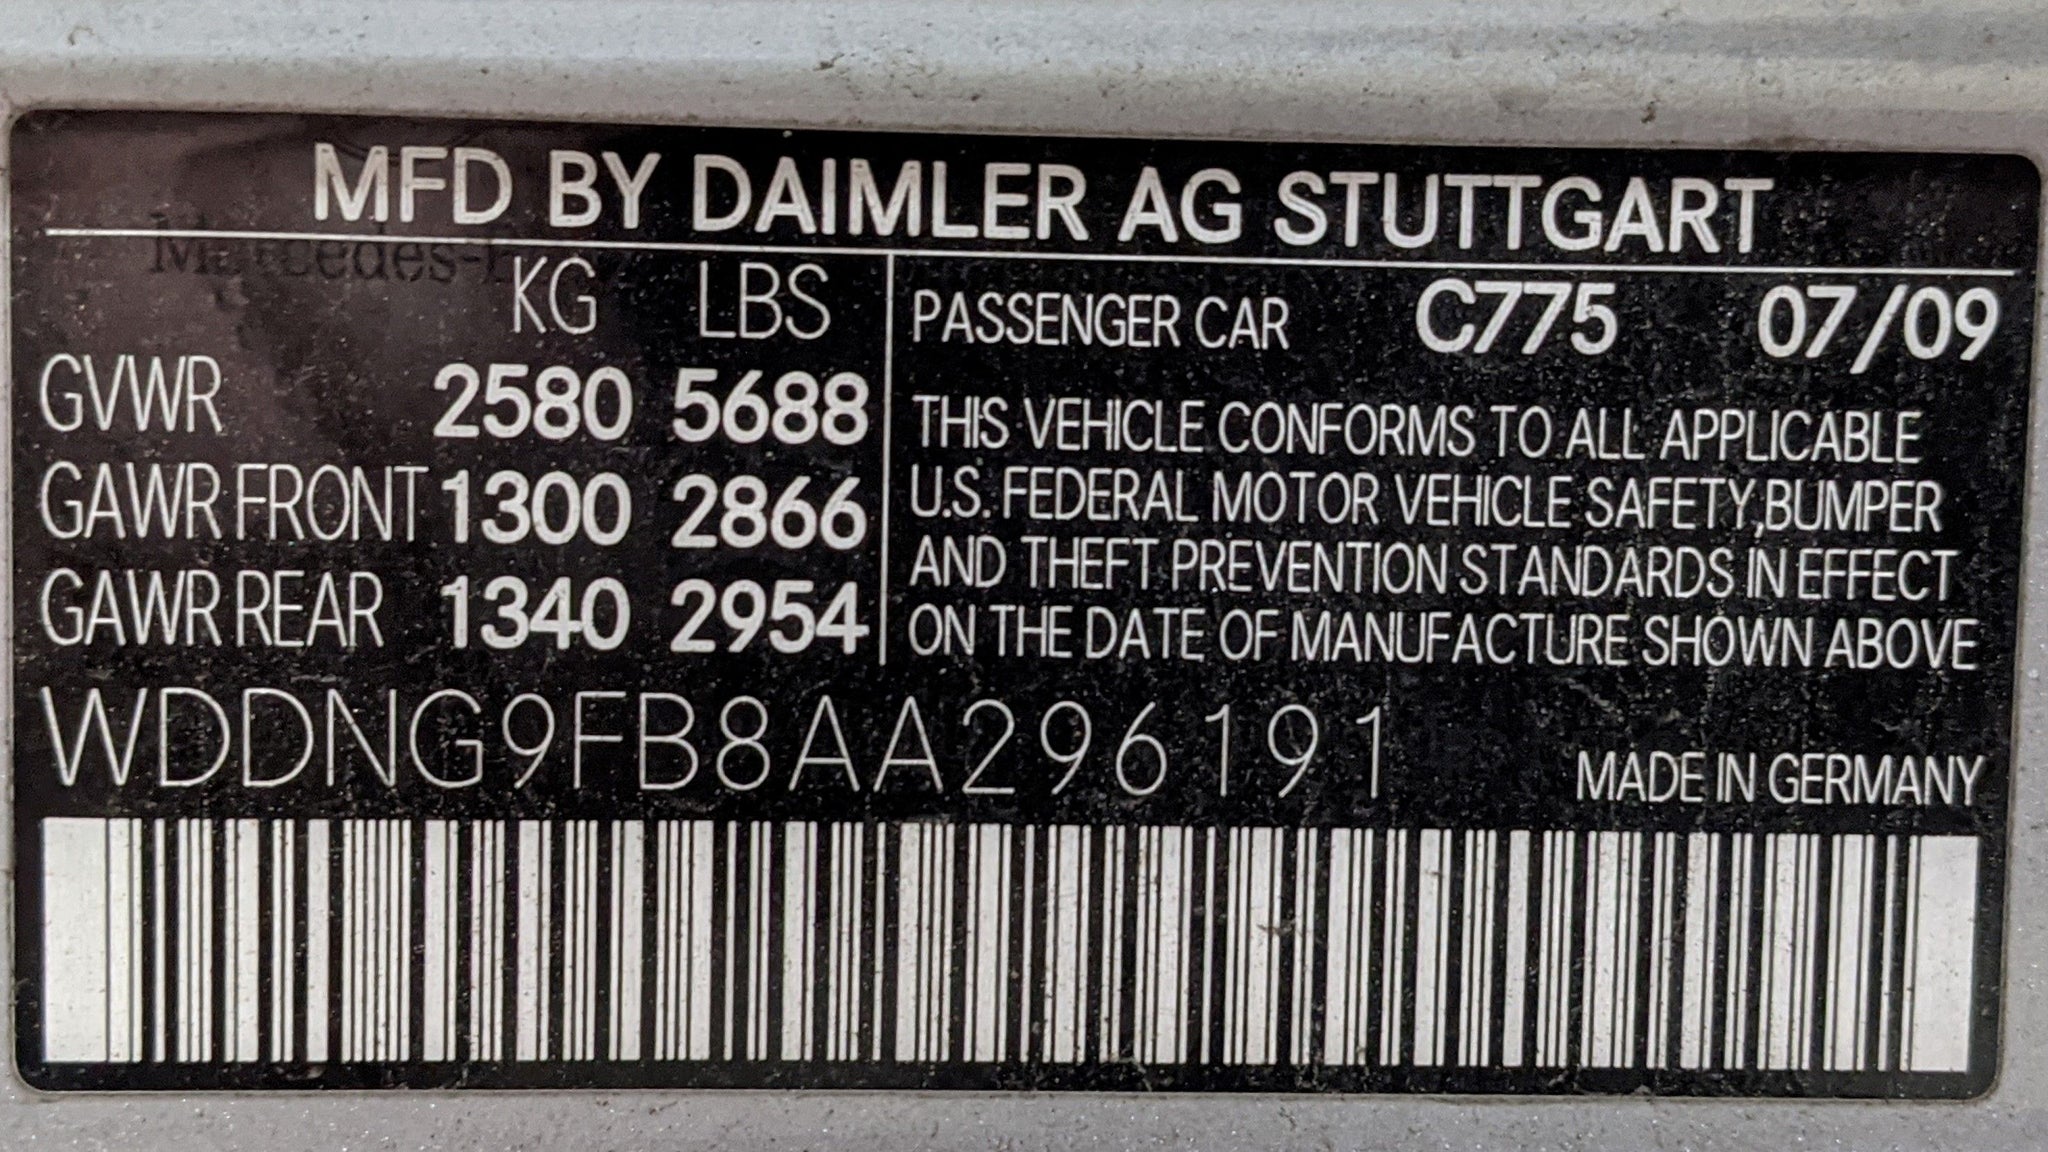 MFD BY DAIMLER AG STUTTGART
Mercedes-
KG LBS
GVWR 2580 5688
GAWR FRONT 1300 2866
GAWR REAR 1340 2954
PASSENGER CAR C775 07/09
THIS VEHICLE CONFORMS TO ALL APPLICABLE
U.S. FEDERAL MOTOR VEHICLE SAFETY,BUMPER
AND THEFT PREVENTION STANDARDS IN EFFECT
ON THE DATE OF MANUFACTURE SHOWN ABOVE
WDDNG9FB8AA296191
MADE IN GERMANY